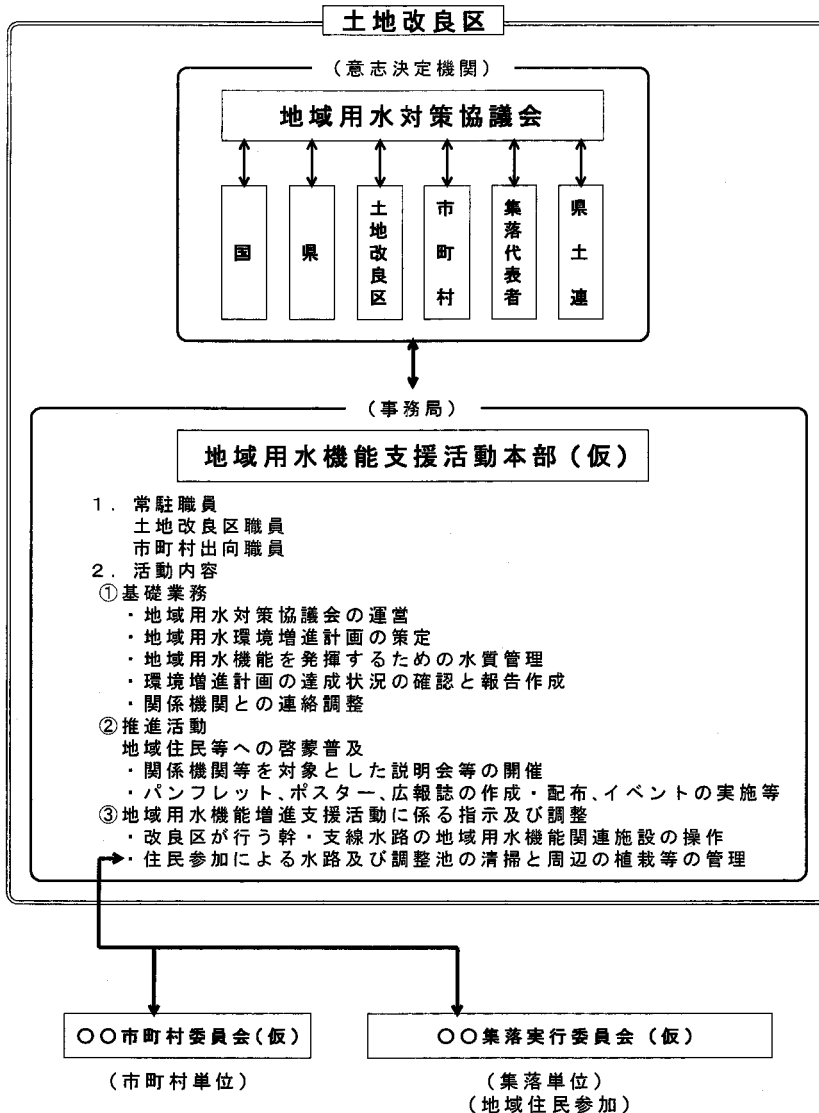 土地改良区
(意志決定機関)
地域用水対策協議会
国
県
土地改良区
市町村
集落代表者
県土連
(事務局)
地域用水機能支援活動本部(仮)
1. 常駐職員
土地改良区職員
市町村出向職員
2. 活動内容
①基礎業務
・地域用水対策協議会の運営
・地域用水環境増進計画の策定
・地域用水機能を発揮するための水質管理
・環境増進計画の達成状況の確認と報告作成
・関係機関との連絡調整
②推進活動
地域住民等への啓蒙普及
・関係機関等を対象とした説明会等の開催
・パンフレット、ポスター、広報誌の作成・配布、イベントの実施等
③地域用水機能増進支援活動に係る指示及び調整
・改良区が行う幹・支線水路の地域用水機能関連施設の操作
・住民参加による水路及び調整池の清掃と周辺の植栽等の管理
〇〇市町村委員会(仮)
(市町村単位)
〇〇集落実行委員会(仮)
(集落単位)
(地域住民参加)